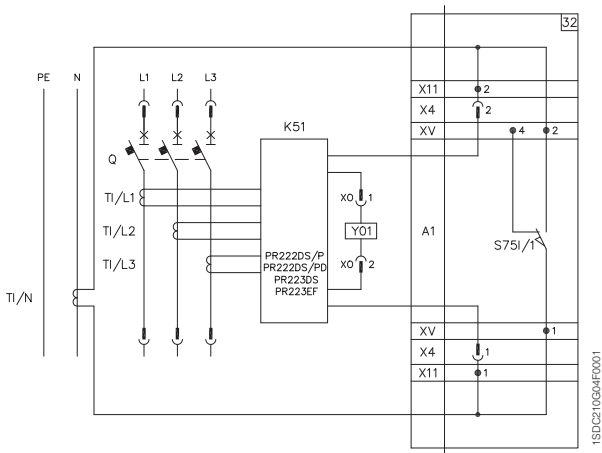 32
PE N L1 L2 L3
X11 2
K51
X4 2
XV 4 2
Q
X0 1
TI/L1
TI/L2 Y01 A1
S75I/1
PR222DS/P
TI/L3 X0 2
PR222DS/PD
PR223DS
PR223EF
TI/N
XV 1
X4 1
X11 1
1SDC210G04F0001